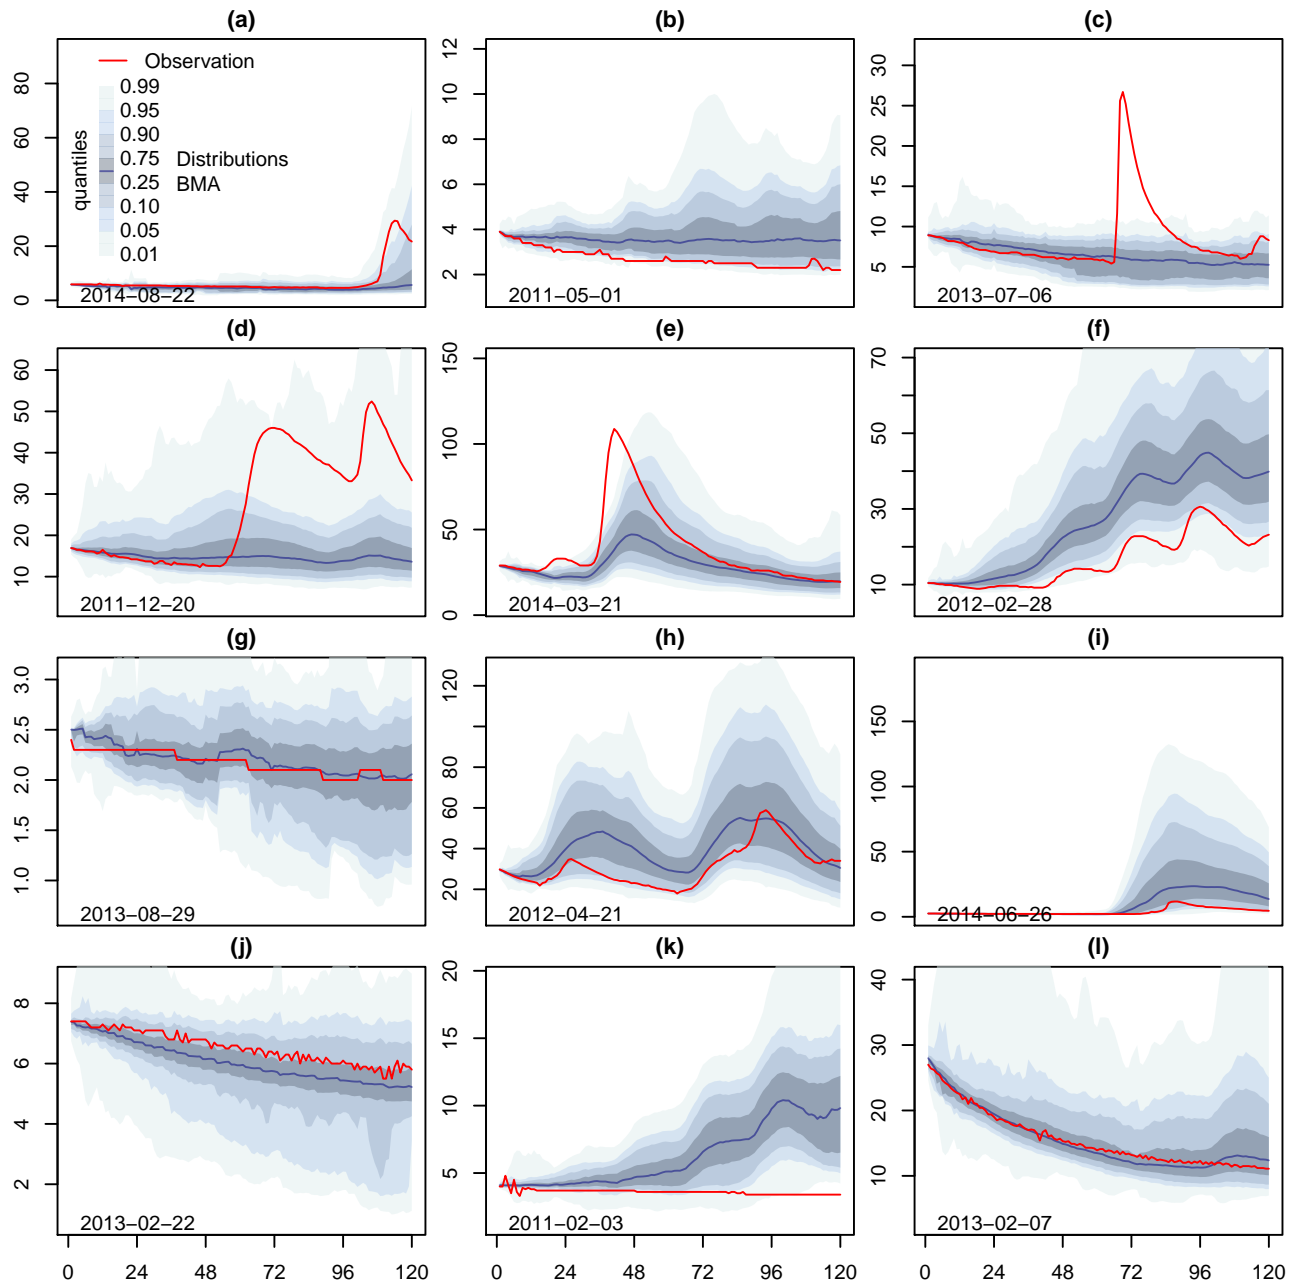 (a)
(b)
(c)
0 20 40 60 80
Observation
quantiles
0.99
0.95
0.90
0.75
0.25
0.10
0.05
0.01
Distributions
BMA
2014−08−22
2 4 6 8 10 12
2011−05−01
5 10 15 20 25 30
2013−07−06
(d)
(e)
(f)
10 20 30 40 50 60
2011−12−20
0 50 100 150
2014−03−21
10 30 50 70
2012−02−28
(g)
(h)
(i)
1.0 1.5 2.0 2.5 3.0
2013−08−29
20 40 60 80 120
2012−04−21
0 50 100 150
2014−06−26
(j)
(k)
(l)
2 4 6 8
2013−02−22
5 10 15 20
2011−02−03
10 20 30 40
2013−02−07
0 24 48 72 96 120
0 24 48 72 96 120
0 24 48 72 96 120